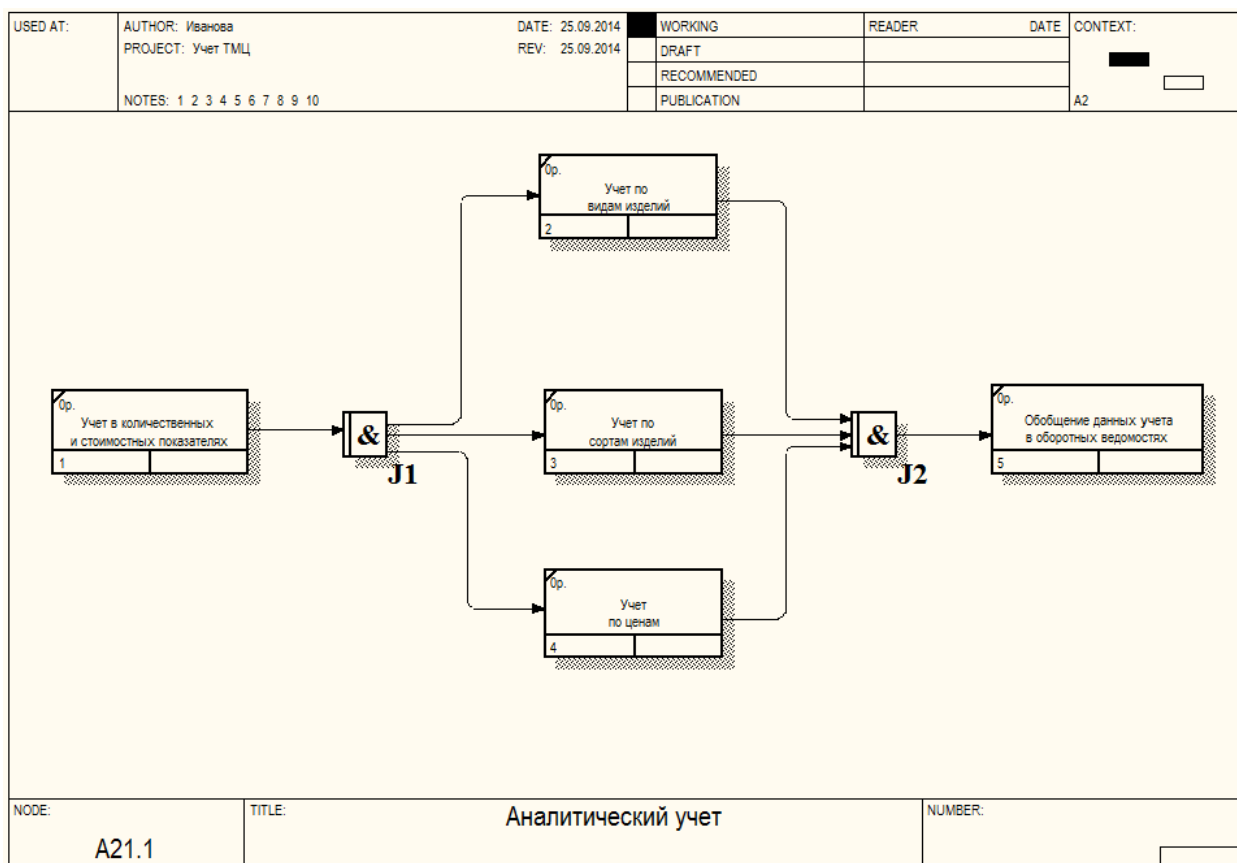 USED AT:
AUTHOR: Иванова
DATE: 25.09.2014
PROJECT: Учет ТМЦ
REV: 25.09.2014
NOTES: 1 2 3 4 5 6 7 8 9 10
WORKING
DRAFT
RECOMMENDED
PUBLICATION
READER
DATE
CONTEXT:
A2
0р.
Учет по
видам изделий
2
0р.
Учет в количественных
и стоимостных показателях
1
&
J1
0р.
Учет по
сортам изделий
3
&
J2
0р.
Обобщение данных учета
в оборотных ведомостях
5
0р.
Учет
по ценам
4
NODE:
A21.1
TITLE:
Аналитический учет
NUMBER: